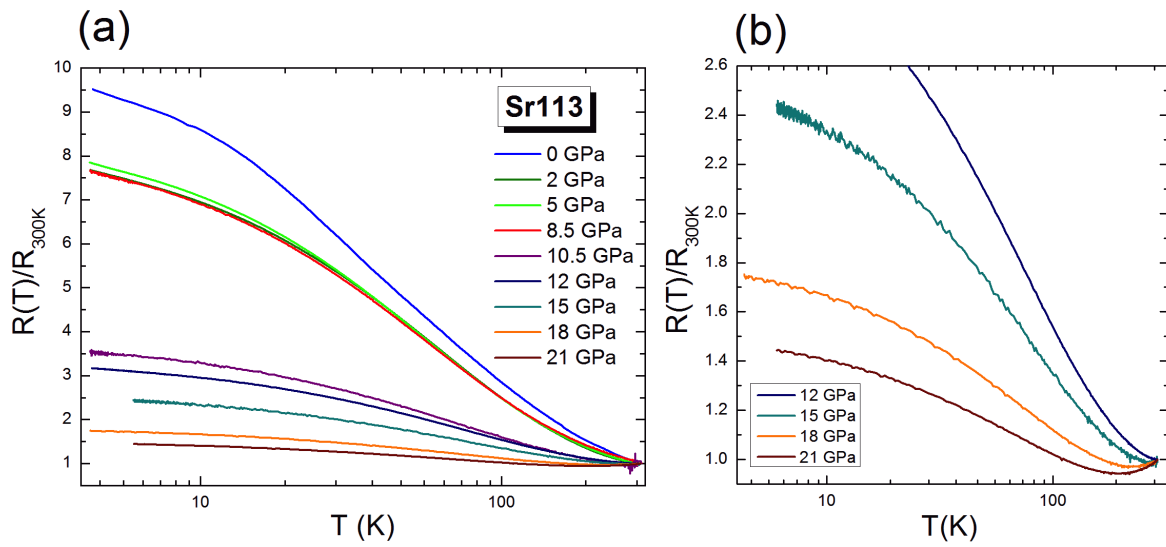 (a)
(b)
10
9
8
7
6
5
4
3
2
1
R(T)/R300K
10
100
T (K)
Sr113
0 GPa
2 GPa
5 GPa
8.5 GPa
10.5 GPa
12 GPa
15 GPa
18 GPa
21 GPa
2.6
2.4
2.2
2.0
1.8
1.6
1.4
1.2
1.0
R(T)/R300K
12 GPa
15 GPa
18 GPa
21 GPa
10
100
T(K)